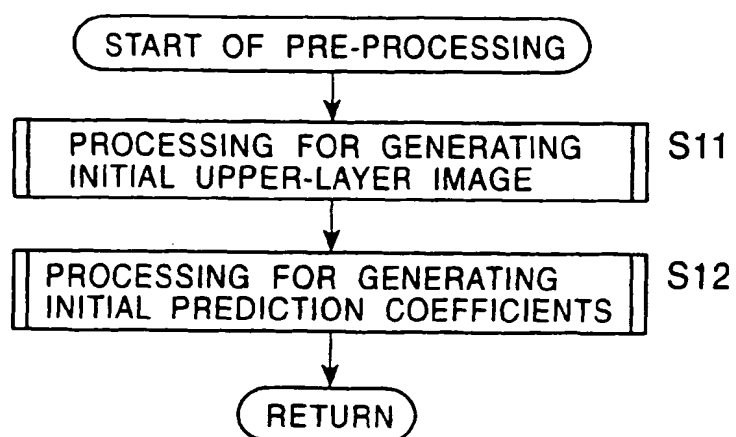 START OF PRE-PROCESSING
PROCESSING FOR GENERATING
INITIAL UPPER-LAYER IMAGE
S11
PROCESSING FOR GENERATING
INITIAL PREDICTION COEFFICIENTS
S12
RETURN